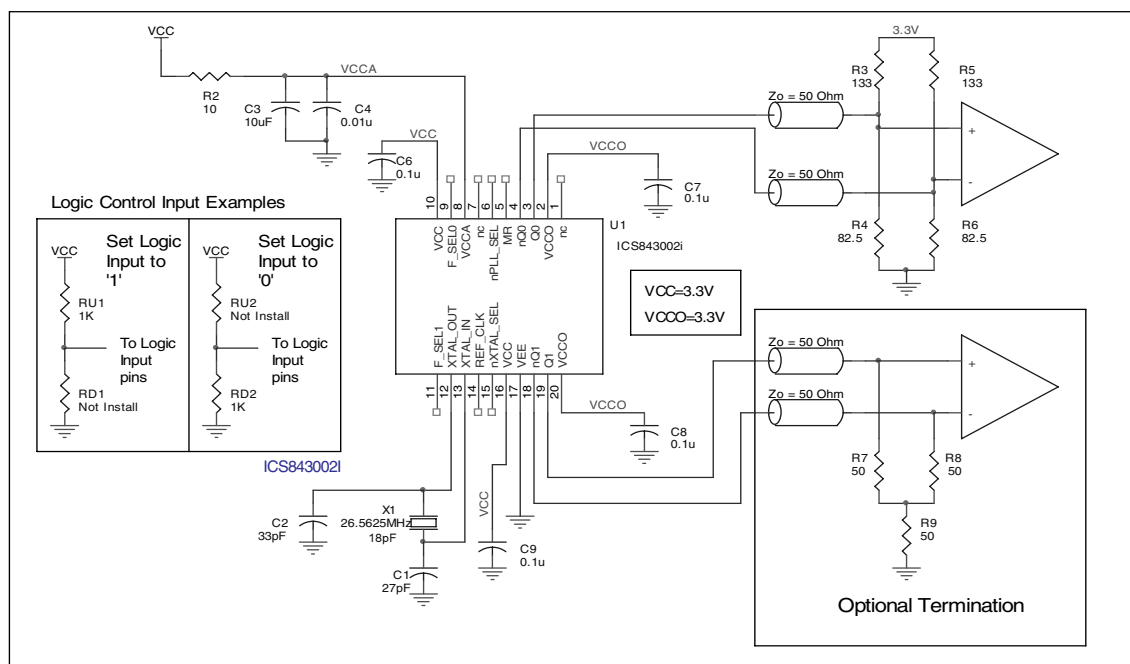 VCC
R2
10
VCCA
C3
10uF
C4
0.01u
VCC
C6
0.1u
VCCO
C7
0.1u
3.3V
R3
133
R5
133
Zo = 50 Ohm
+
Zo = 50 Ohm
-
R4
82.5
R6
82.5
10
9
8
7
6
5
4
3
2
1
VCC
F_SEL0
VCCA
nc
nPLL_SEL
MR
nQ0
Q0
VCCO
nc
U1
ICS843002i
F_SEL1
XTAL_OUT
XTAL_IN
REF_CLK
nXTAL_SEL
VCC
VEE
nQ1
Q1
VCCO
11
12
13
14
15
16
17
18
19
20
VCC=3.3V
VCCO=3.3V
Logic Control Input Examples
Set Logic
Input to
'1'
VCC
RU1
1K
To Logic
Input
pins
RD1
Not Install
Set Logic
Input to
'0'
VCC
RU2
Not Install
To Logic
Input
pins
RD2
1K
ICS843002I
C2
33pF
X1
26.5625MHz
18pF
C1
27pF
VCC
C9
0.1u
VCCO
C8
0.1u
Zo = 50 Ohm
+
Zo = 50 Ohm
-
R7
50
R8
50
R9
50
Optional Termination